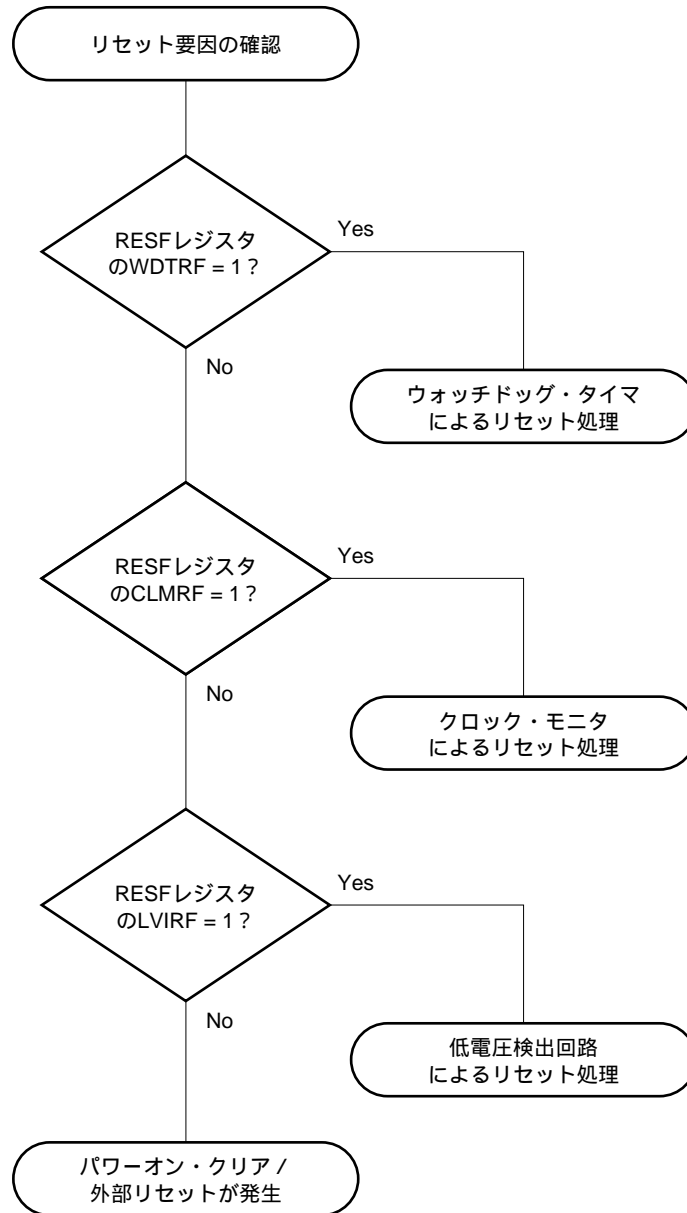 リセット要因の確認
RESFレジスタ
のWDTRF = 1？
Yes
No
ウォッチドッグ・タイマ
によるリセット処理
RESFレジスタ
のCLMRF = 1？
Yes
No
クロック・モニタ
によるリセット処理
RESFレジスタ
のLVIRF = 1？
Yes
No
低電圧検出回路
によるリセット処理
パワーオン・クリア /
外部リセットが発生